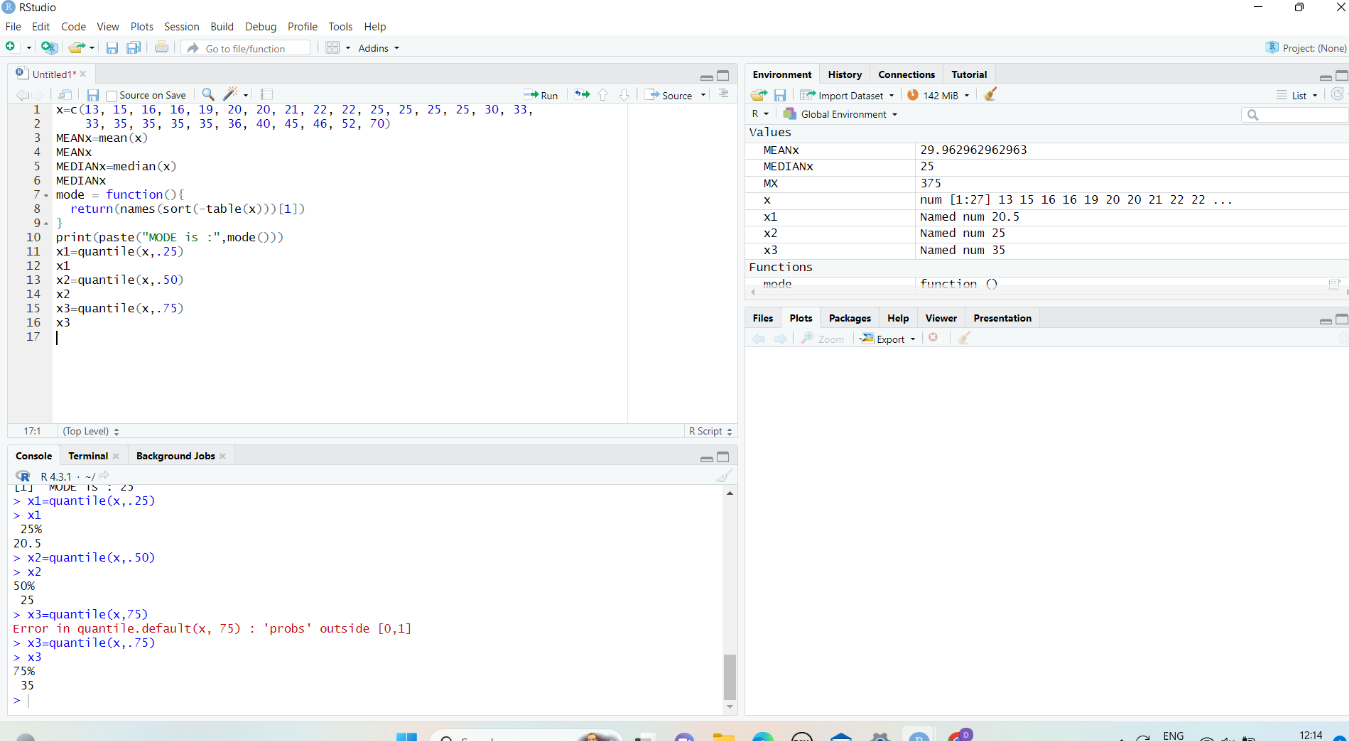 RStudio
File Edit Code View Plots Session Build Debug Profile Tools Help
Go to file/function Addins Project: (None)
Untitled1*
Source on Save Run Source
1 x=c(13, 15, 16, 16, 19, 20, 20, 21, 22, 22, 25, 25, 25, 25, 30, 33,
2 33, 35, 35, 35, 35, 36, 40, 45, 46, 52, 70)
3 MEANx=mean(x)
4 MEANx
5 MEDIANx=median(x)
6 MEDIANx
7 mode = function(){
8 return(names(sort(-table(x)))[1])
9 }
10 print(paste("MODE is :",mode()))
11 x1=quantile(x,.25)
12 x1
13 x2=quantile(x,.50)
14 x2
15 x3=quantile(x,.75)
16 x3
17
17:1 (Top Level) R Script
Console Terminal Background Jobs
R 4.3.1 · ~/
[1] "MODE is : 25"
> x1=quantile(x,.25)
> x1
25%
20.5
> x2=quantile(x,.50)
> x2
50%
25
> x3=quantile(x,75)
Error in quantile.default(x, 75) : 'probs' outside [0,1]
> x3=quantile(x,.75)
> x3
75%
35
>
Environment History Connections Tutorial
Import Dataset 142 MiB List
R Global Environment
Values
MEANx 29.962962962963
MEDIANx 25
MX 375
x num [1:27] 13 15 16 16 19 20 20 21 22 22 ...
x1 Named num 20.5
x2 Named num 25
x3 Named num 35
Functions
mode function ()
Files Plots Packages Help Viewer Presentation
Zoom Export
ENG 12:14